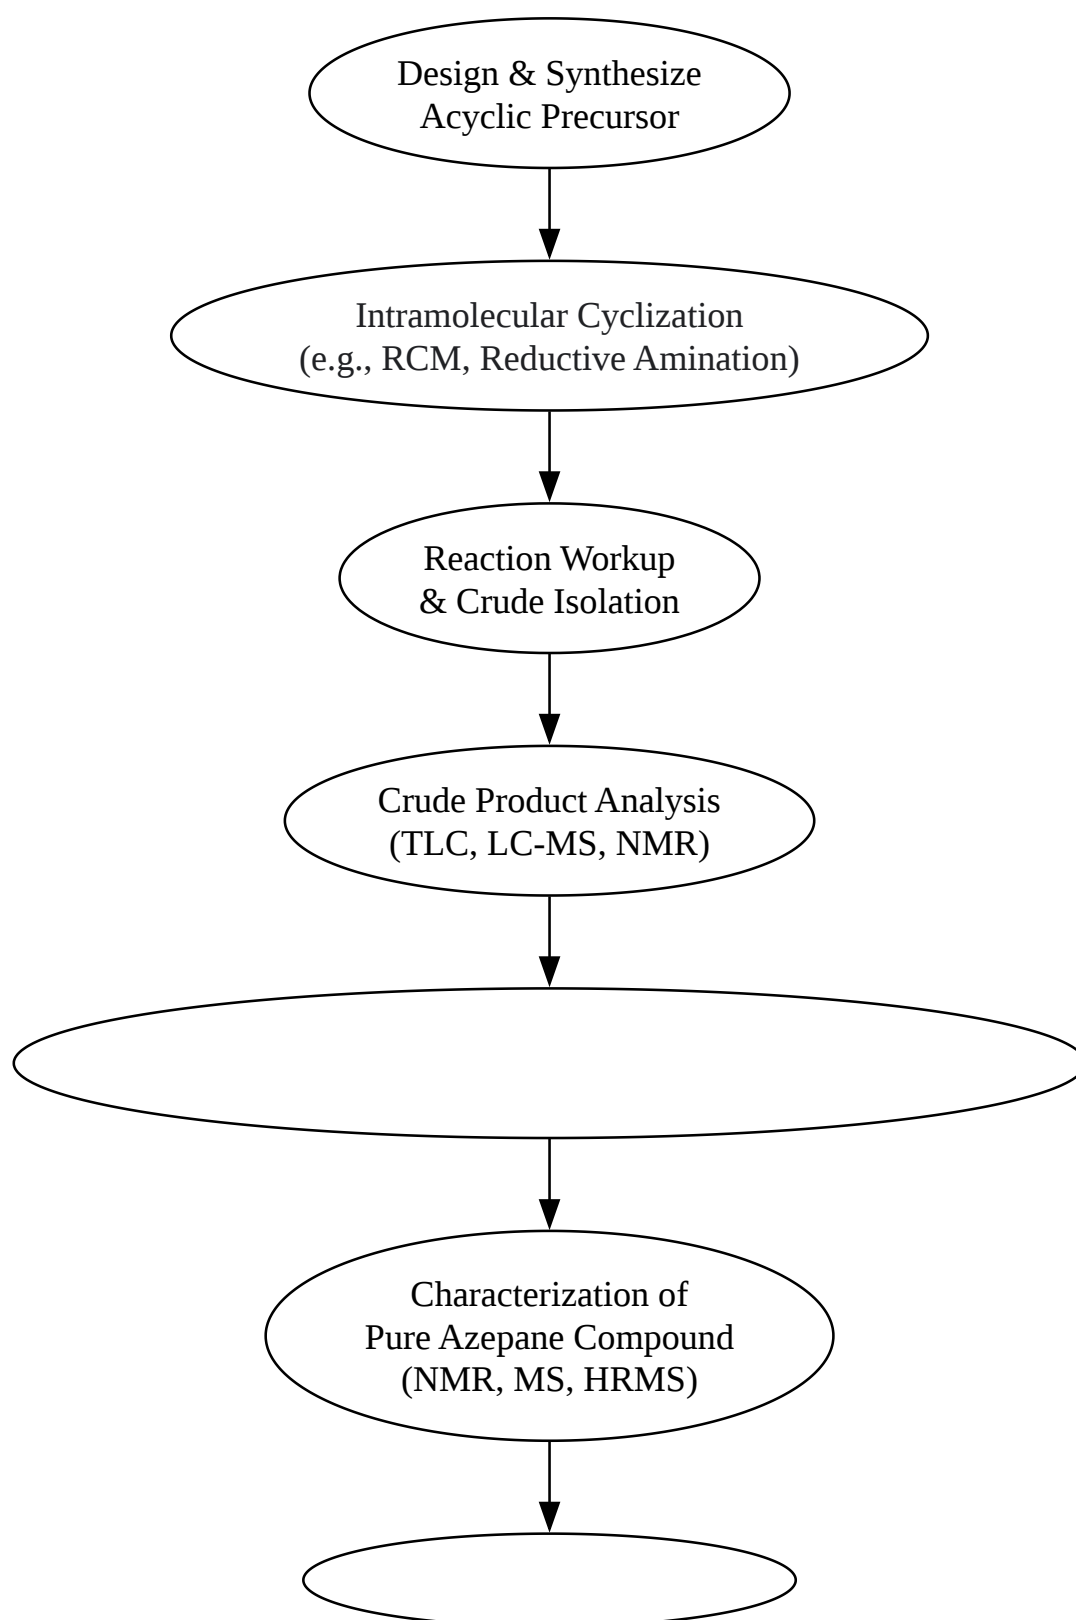 Design & Synthesize
Acyclic Precursor
Intramolecular Cyclization
(e.g., RCM, Reductive Amination)
Reaction Workup
& Crude Isolation
Crude Product Analysis
(TLC, LC-MS, NMR)
Characterization of
Pure Azepane Compound
(NMR, MS, HRMS)